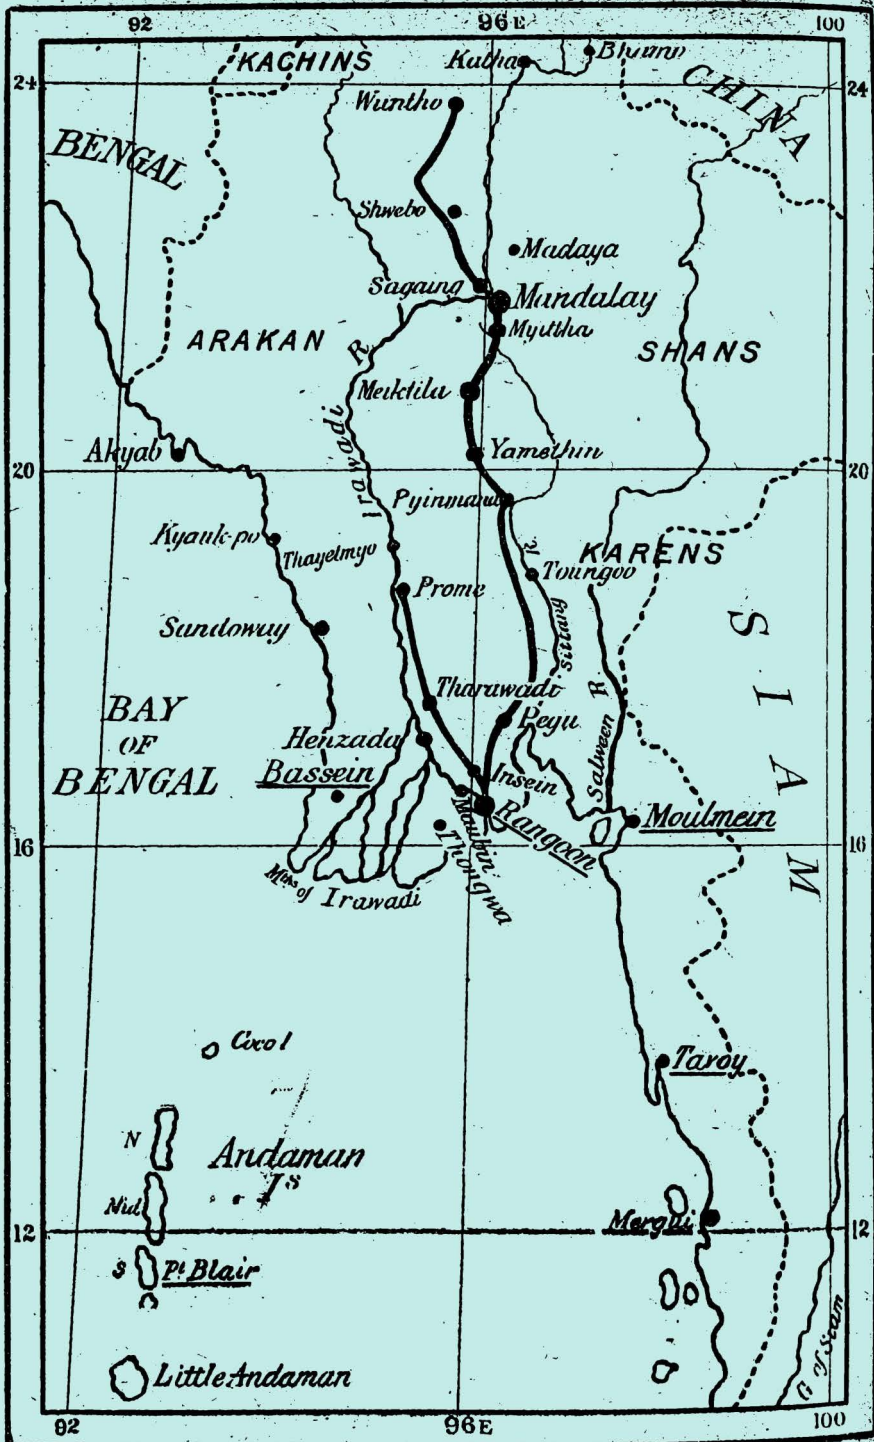 92 96E 100
KACHINS
Katha
Bhamo
24 24
Wuntho
CHINA
BENGAL
Shwebo
Madaya
Sagaing
Mandalay
Myittha
ARAKAN
R
SHANS
Meiktila
Irawadi
Akyab
Yamethin
20 20
Pyinmana
Kyauk-pu
Thayetmyo
R.
KARENS
Toungoo
Prome
Sittang
Sandoway
SIAM
Tharawadi
R
BAY
OF
BENGAL
Pegu
Henzada
Salween
Bassein
Insein
Maubin
Rangoon
Moulmein
Thongwa
16 16
Mths of Irawadi
Coco I
Taroy
N
Andaman
Is
Mid.
Mergui
12 12
S
Pt Blair
G of Siam
Little Andaman
92 96E 100